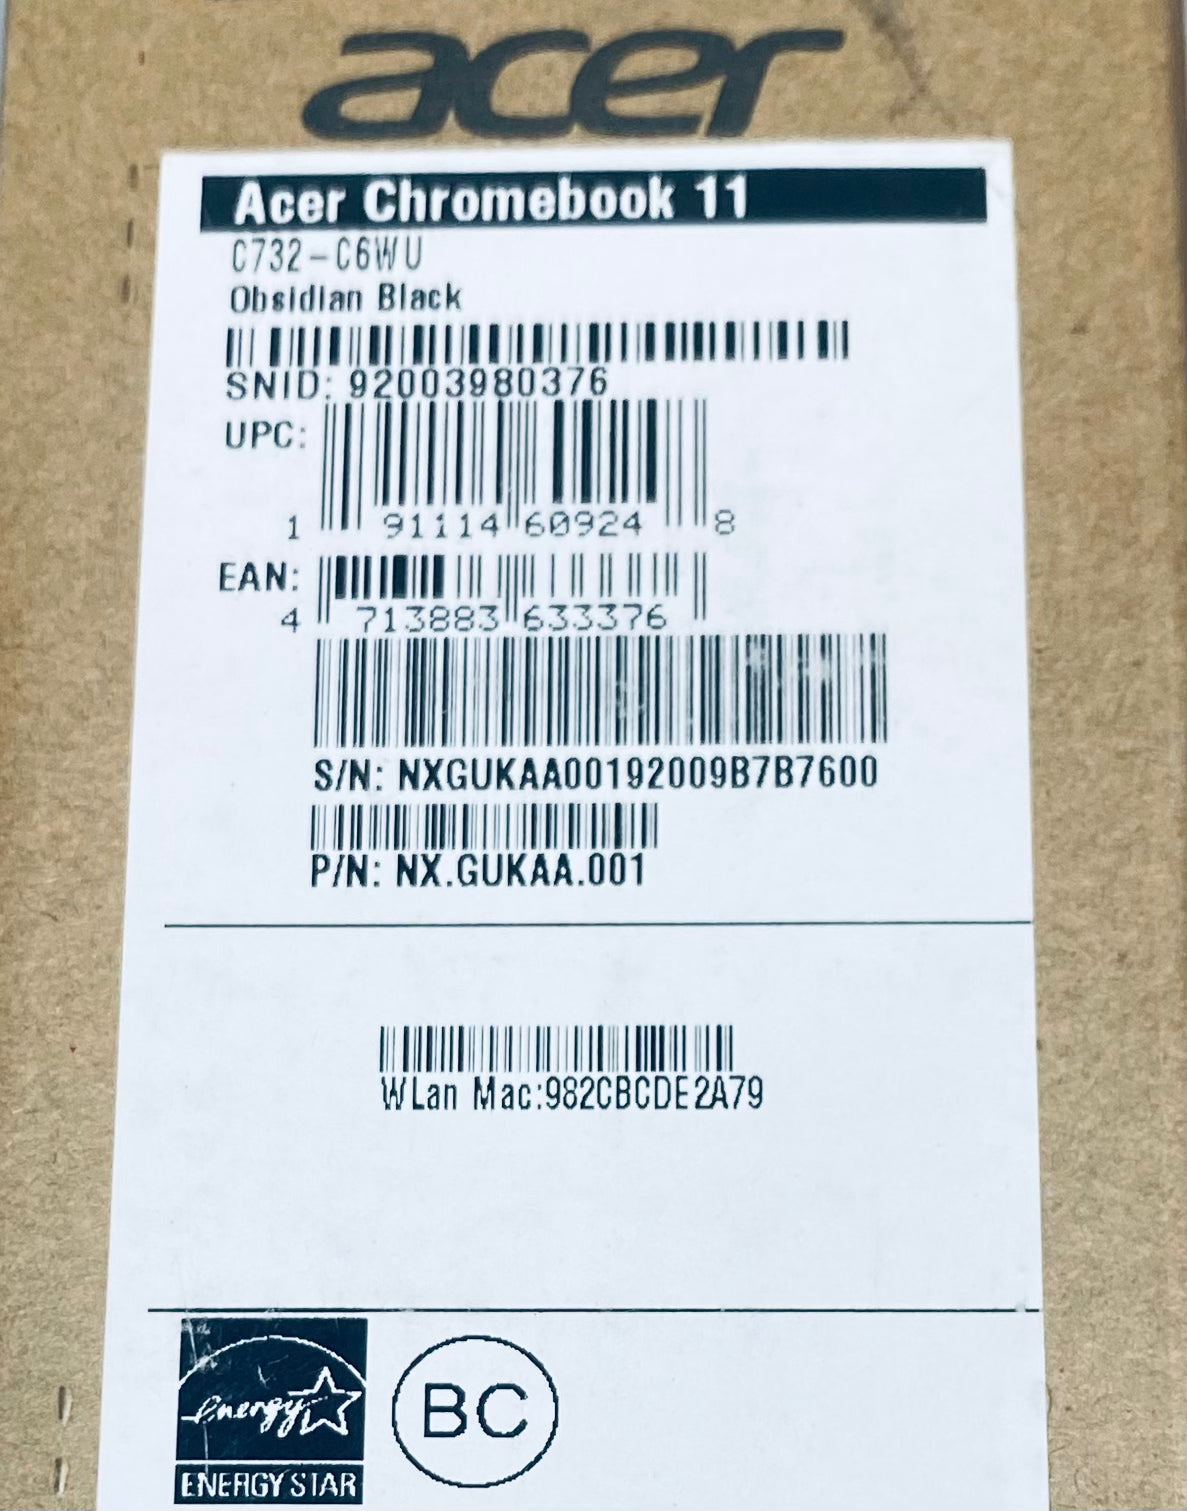 acer
Acer Chromebook 11
C732-C6WU
Obsidian Black
SNID: 92003980376
UPC:
1 91114 60924 8
EAN:
4 713883 633376
S/N: NXGUKAA00192009B7B7600
P/N: NX.GUKAA.001
WLan Mac:982CBCDE2A79
energy
ENERGY STAR
BC